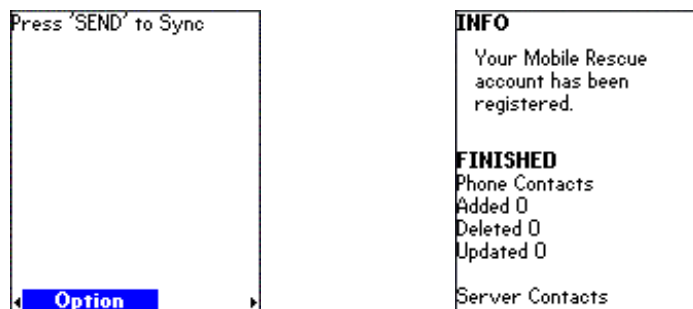 Press 'SEND' to Sync
Option
INFO
Your Mobile Rescue
account has been
registered.
FINISHED
Phone Contacts
Added 0
Deleted 0
Updated 0
Server Contacts